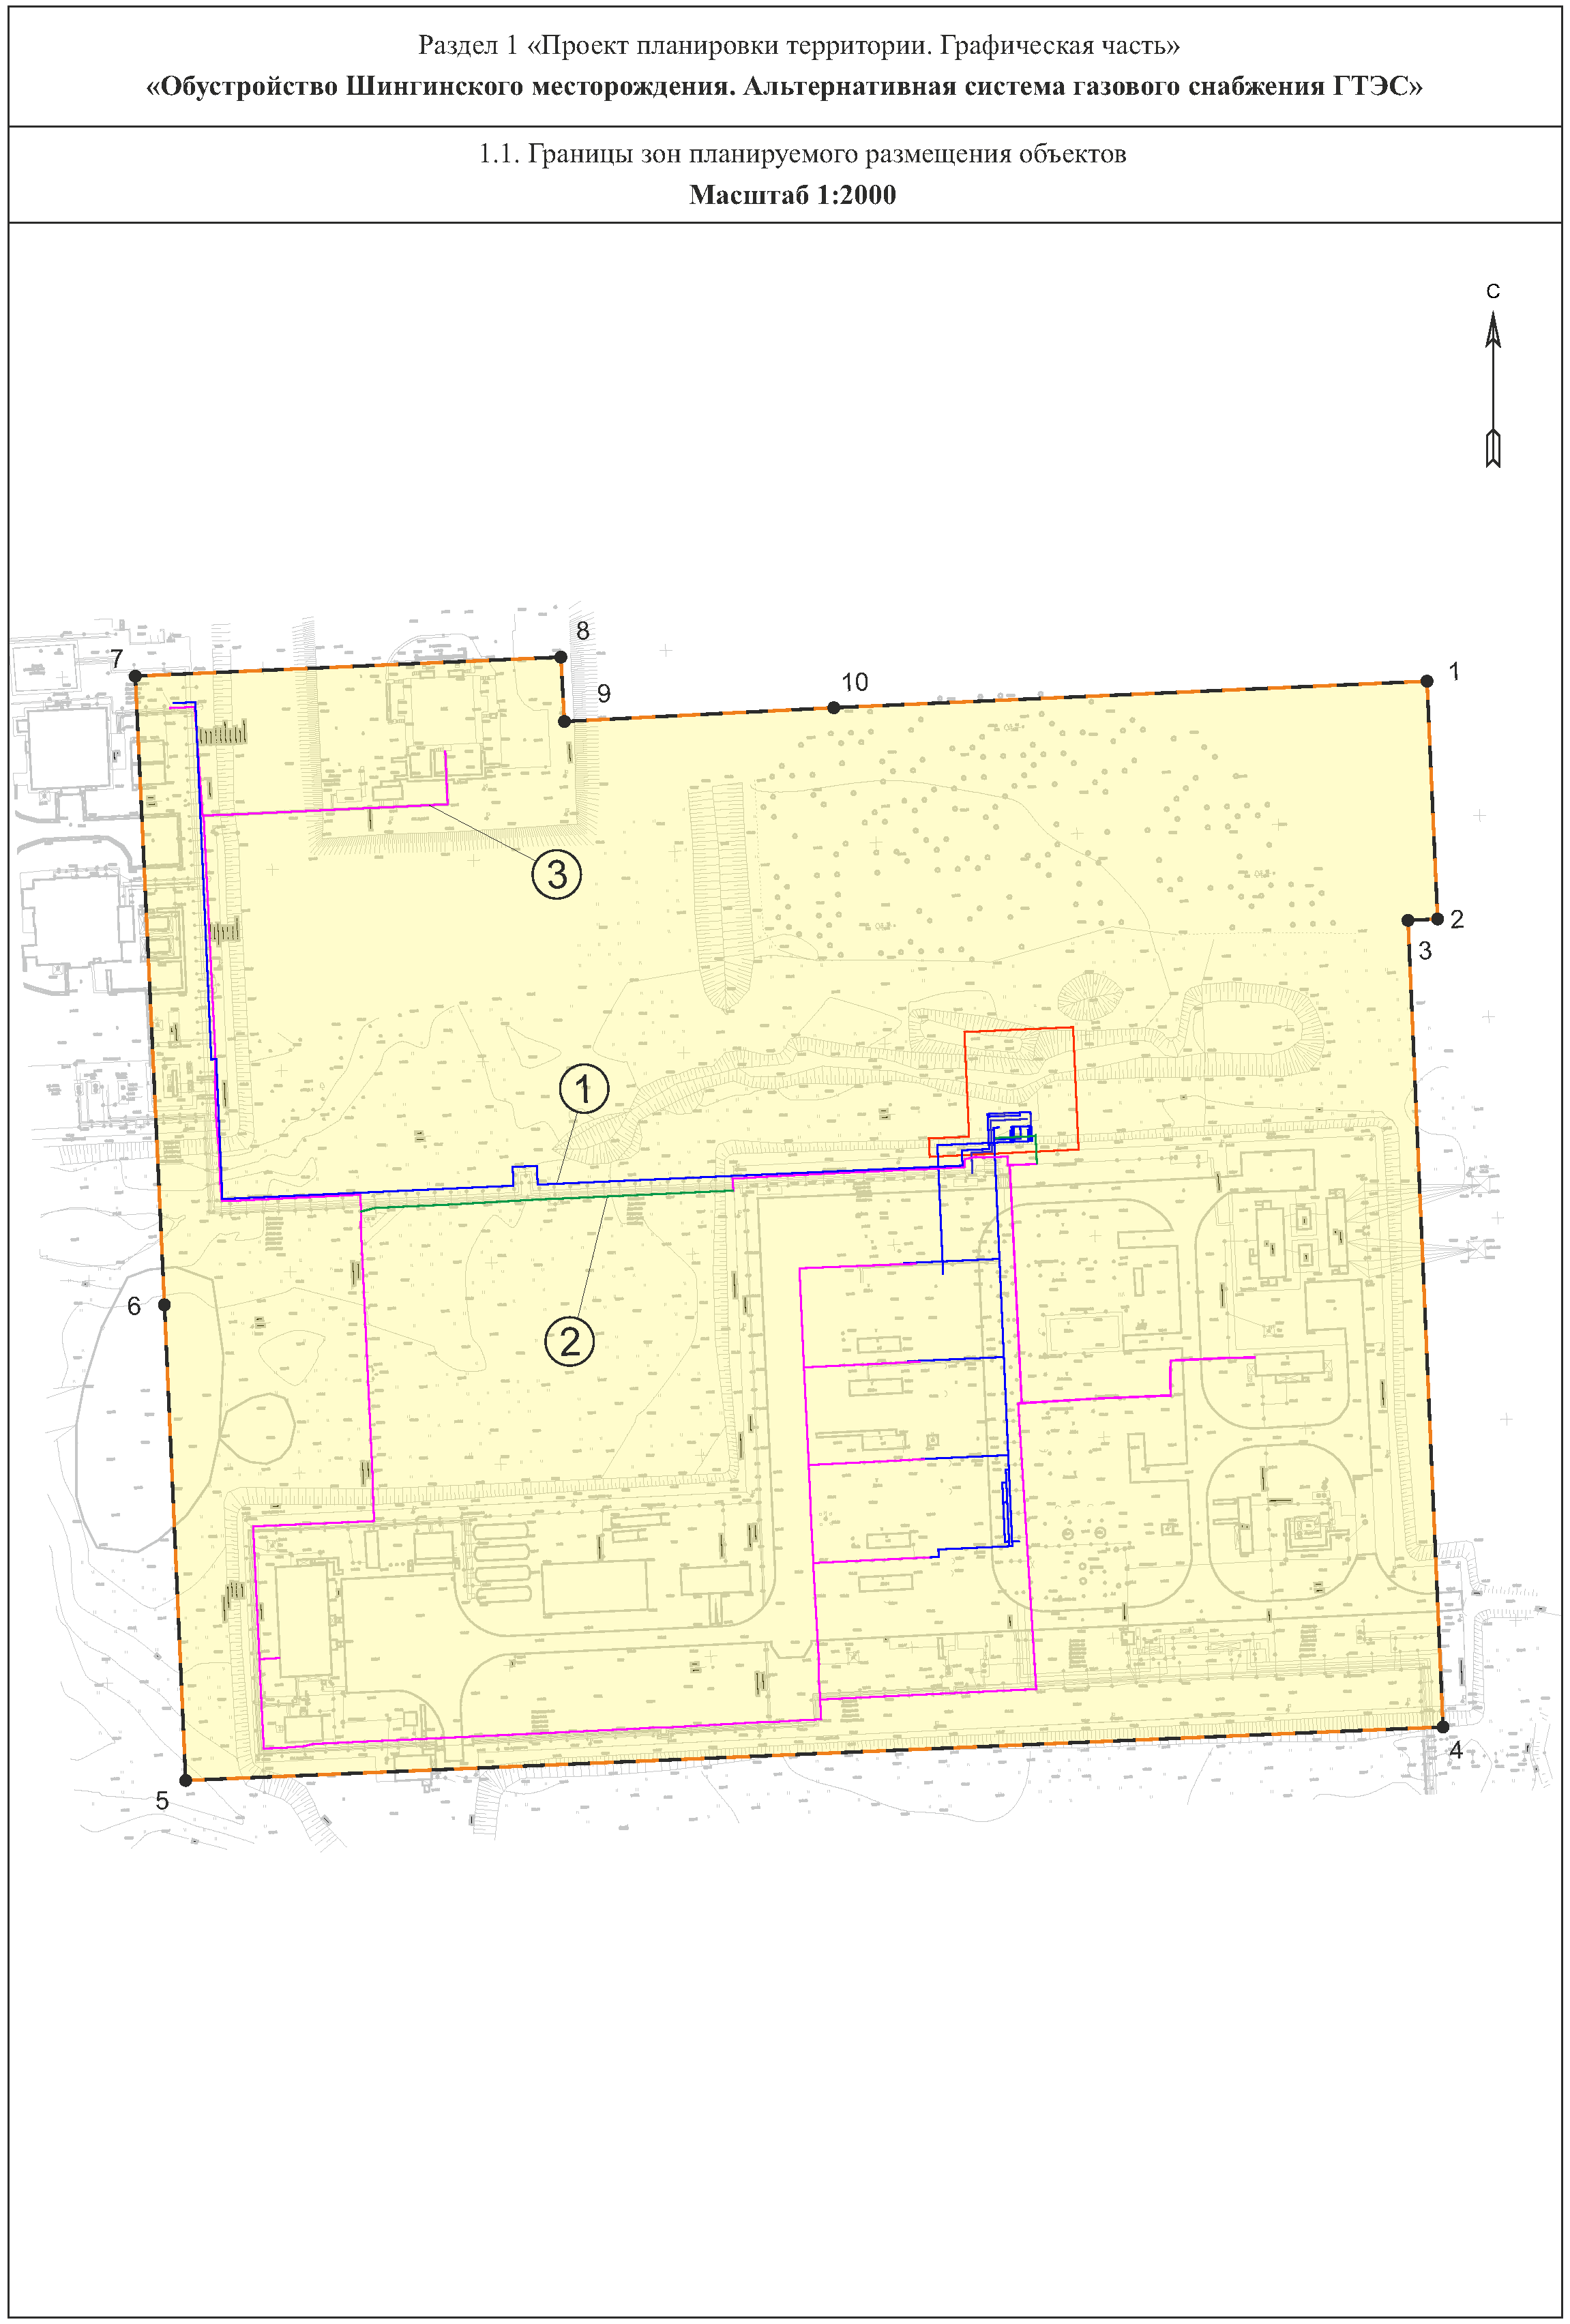 Раздел 1 «Проект планировки территории. Графическая часть»
«Обустройство Шингинского месторождения. Альтернативная система газового снабжения ГТЭС»
1.1. Границы зон планируемого размещения объектов
Масштаб 1:2000
С
8
7
1
10
9
3
2
3
1
6
2
4
5